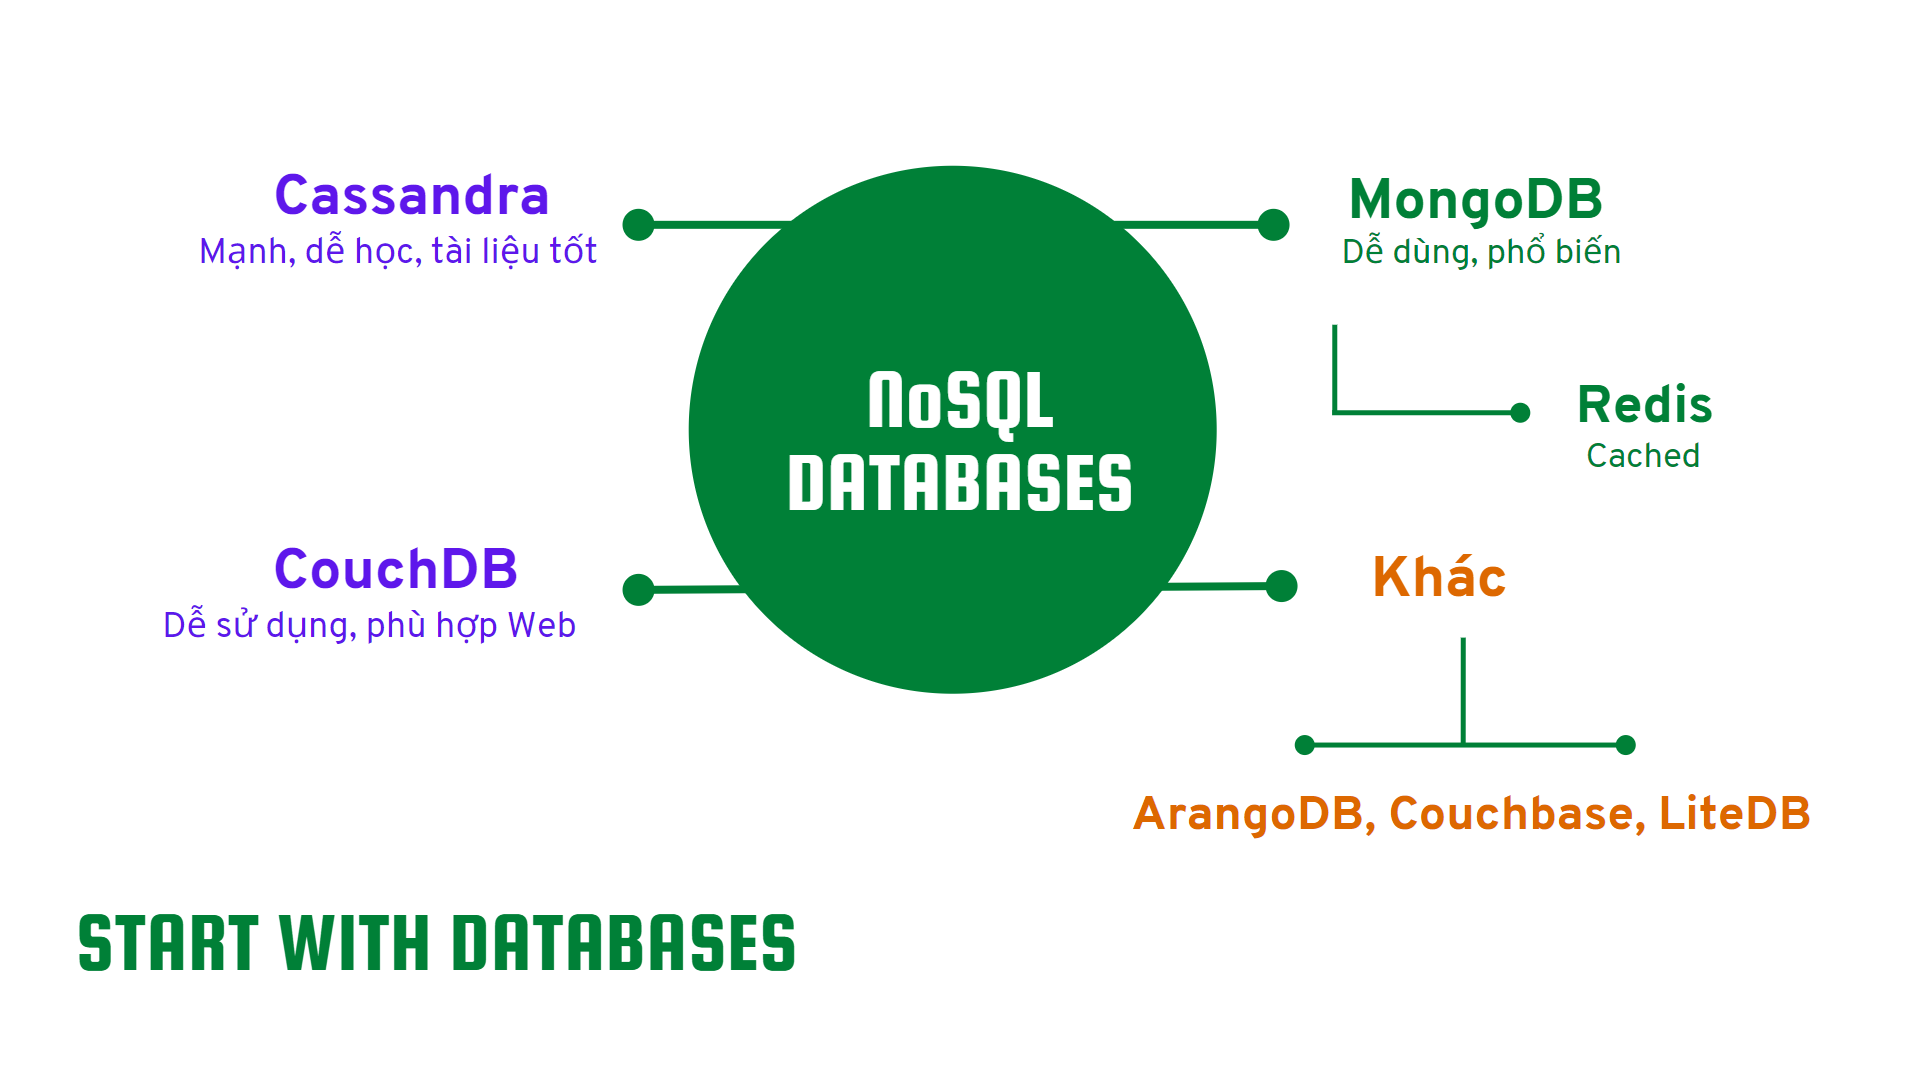 Cassandra
Mạnh, dễ học, tài liệu tốt
MongoDB
Dễ dùng, phổ biến
NoSQL
DATABASES
Redis
Cached
CouchDB
Dễ sử dụng, phù hợp Web
Khác
ArangoDB, Couchbase, LiteDB
START WITH DATABASES